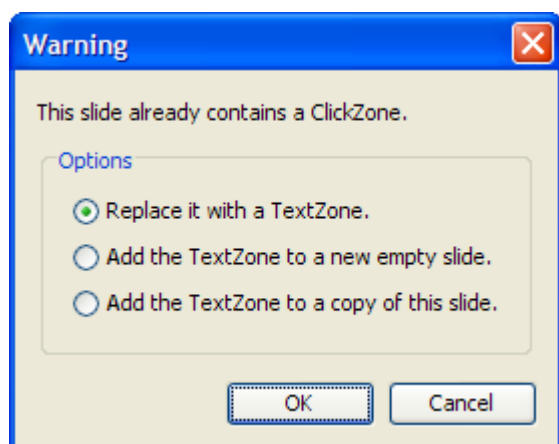 Warning
This slide already contains a ClickZone.
Options
Replace it with a TextZone.
Add the TextZone to a new empty slide.
Add the TextZone to a copy of this slide.
OK
Cancel